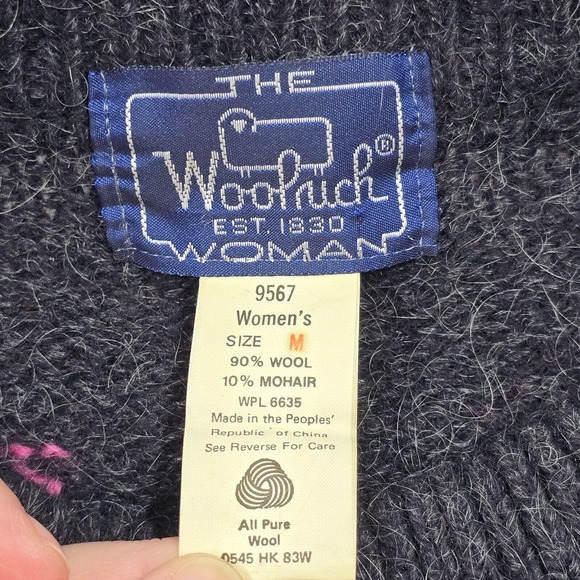 THE
Woolrich®
EST. 1830
WOMAN
9567
Women's
SIZE M
90% WOOL
10% MOHAIR
WPL 6635
Made in the Peoples'
Republic of China
See Reverse For Care
All Pure
Wool
0545 HK 83W